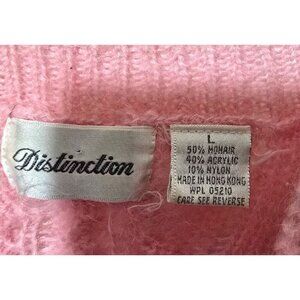 Distinction
L
50% MOHAIR
40% ACRYLIC
10% NYLON
MADE IN HONG KONG
WPL 05210
CARE SEE REVERSE